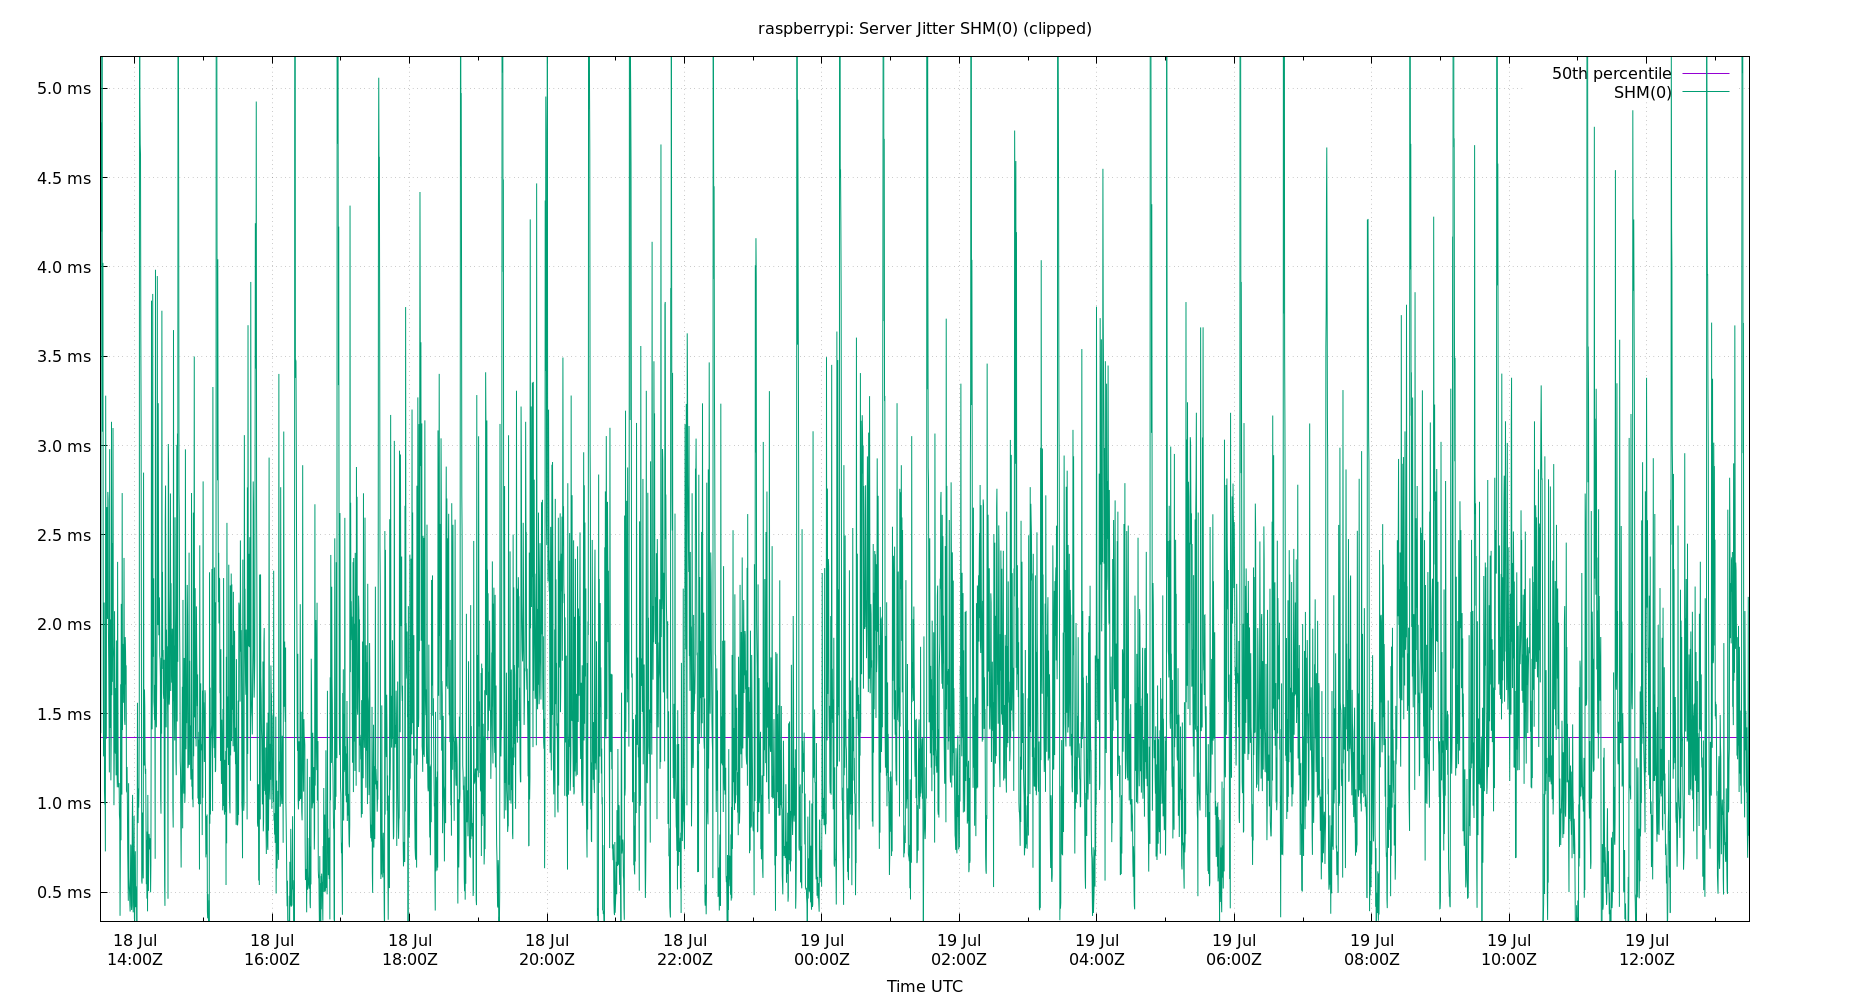 raspberrypi: Server Jitter SHM(0) (clipped)
50th percentile
SHM(0)
5.0 ms
4.5 ms
4.0 ms
3.5 ms
3.0 ms
2.5 ms
2.0 ms
1.5 ms
1.0 ms
0.5 ms
18 Jul 18 Jul 18 Jul 18 Jul 18 Jul 19 Jul 19 Jul 19 Jul 19 Jul 19 Jul 19 Jul 19 Jul
14:00Z 16:00Z 18:00Z 20:00Z 22:00Z 00:00Z 02:00Z 04:00Z 06:00Z 08:00Z 10:00Z 12:00Z
Time UTC